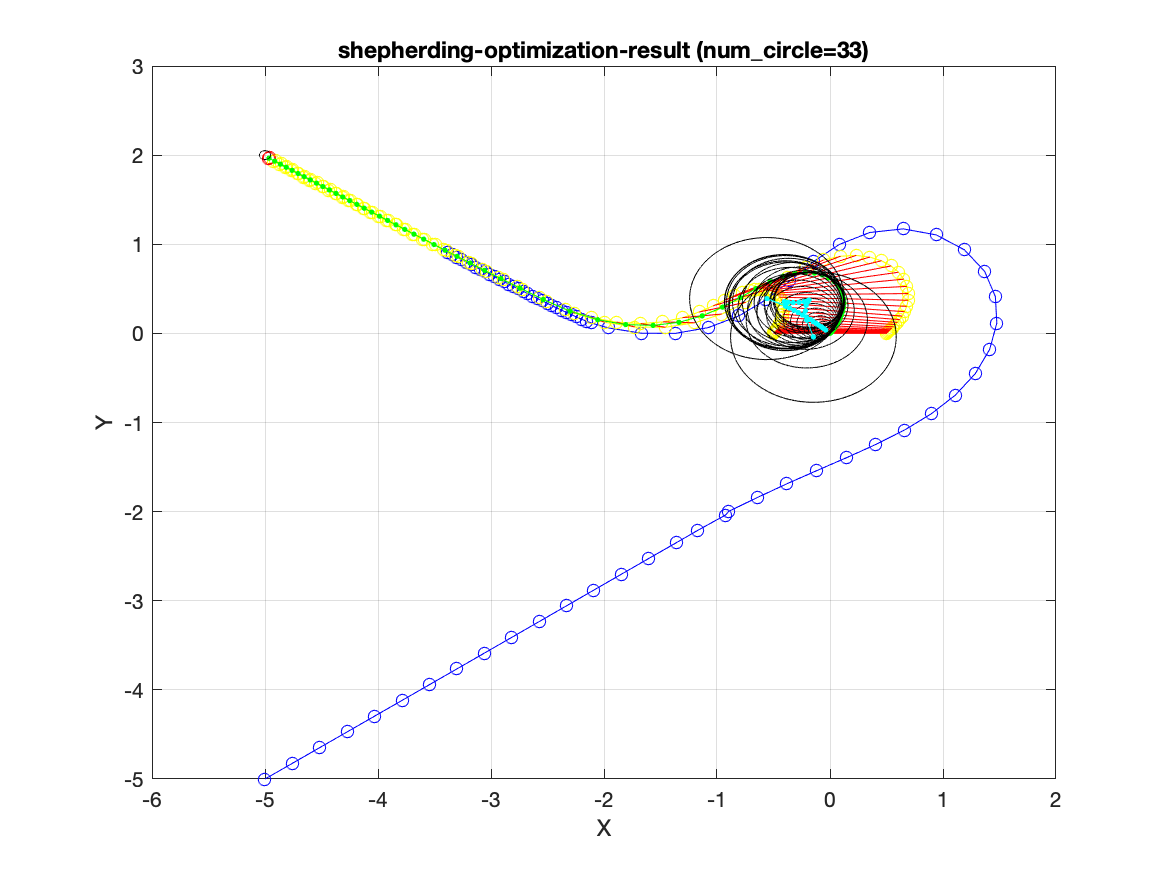 shepherding-optimization-result (num_circle=33)
3
2
1
0
-1
-2
-3
-4
-5
Y
-6 -5 -4 -3 -2 -1 0 1 2
X